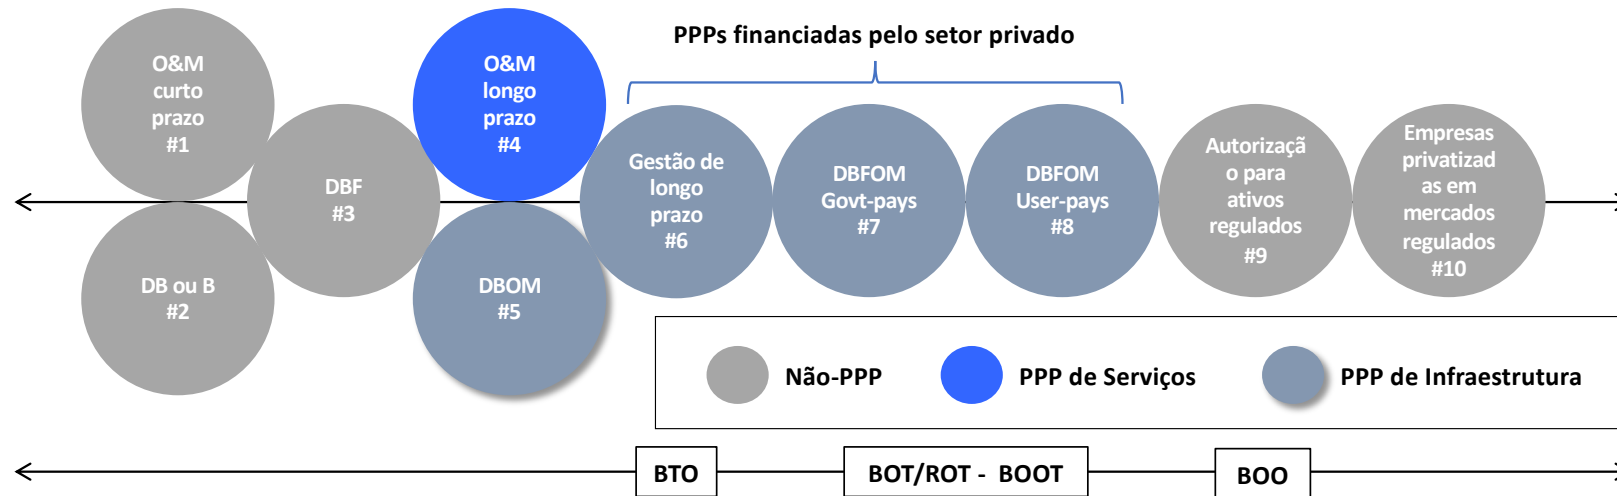 PPPs financiadas pelo setor privado
O&M
curto
prazo
#1
DB ou B
#2
DBF
#3
O&M
longo
prazo
#4
DBOM
#5
Gestão de
longo
prazo
#6
DBFOM
Govt-pays
#7
DBFOM
User-pays
#8
Autorizaçã
o para
ativos
regulados
#9
Empresas
privatizad
as em
mercados
regulados
#10
Não-PPP
PPP de Serviços
PPP de Infraestrutura
BTO
BOT/ROT - BOOT
BOO